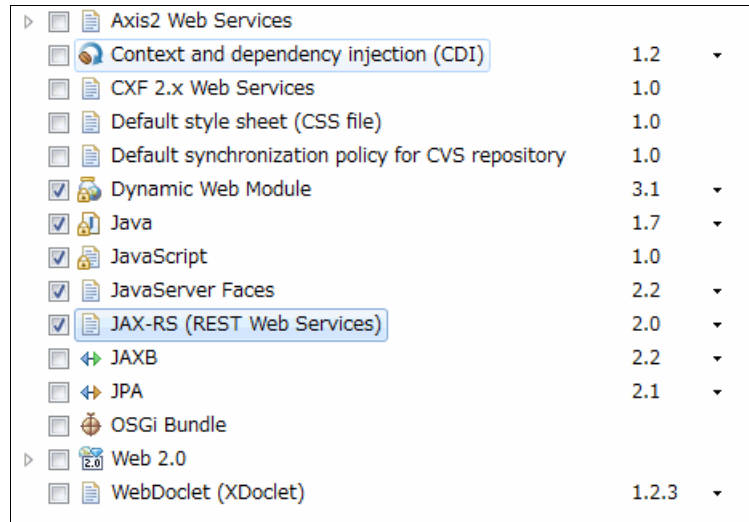 Axis2 Web Services
Context and dependency injection (CDI) 1.2
CXF 2.x Web Services 1.0
Default style sheet (CSS file) 1.0
Default synchronization policy for CVS repository 1.0
Dynamic Web Module 3.1
Java 1.7
JavaScript 1.0
JavaServer Faces 2.2
JAX-RS (REST Web Services) 2.0
JAXB 2.2
JPA 2.1
OSGi Bundle
2.0 Web 2.0
WebDoclet (XDoclet) 1.2.3